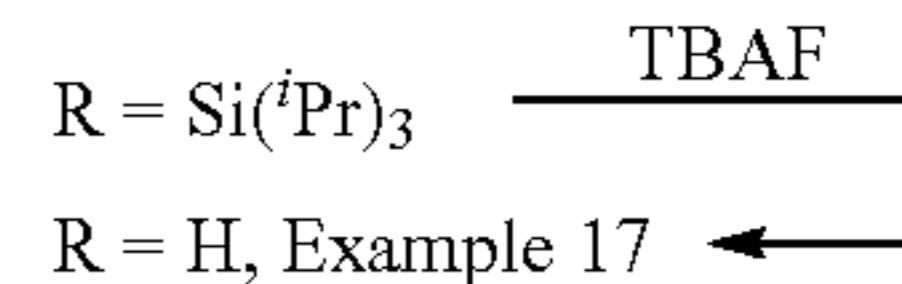 TBAF
R = Si(ⁱPr)₃
R = H, Example 17